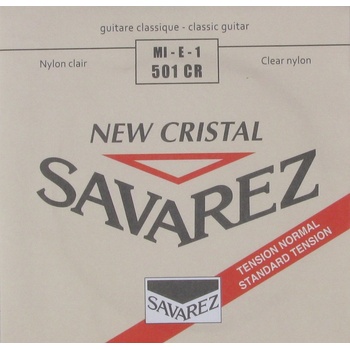 guitare classique - classic guitar
MI - E - 1
501 CR
Nylon clair
Clear nylon
NEW CRISTAL
SAVAREZ
TENSION NORMAL
STANDARD TENSION
SAVAREZ